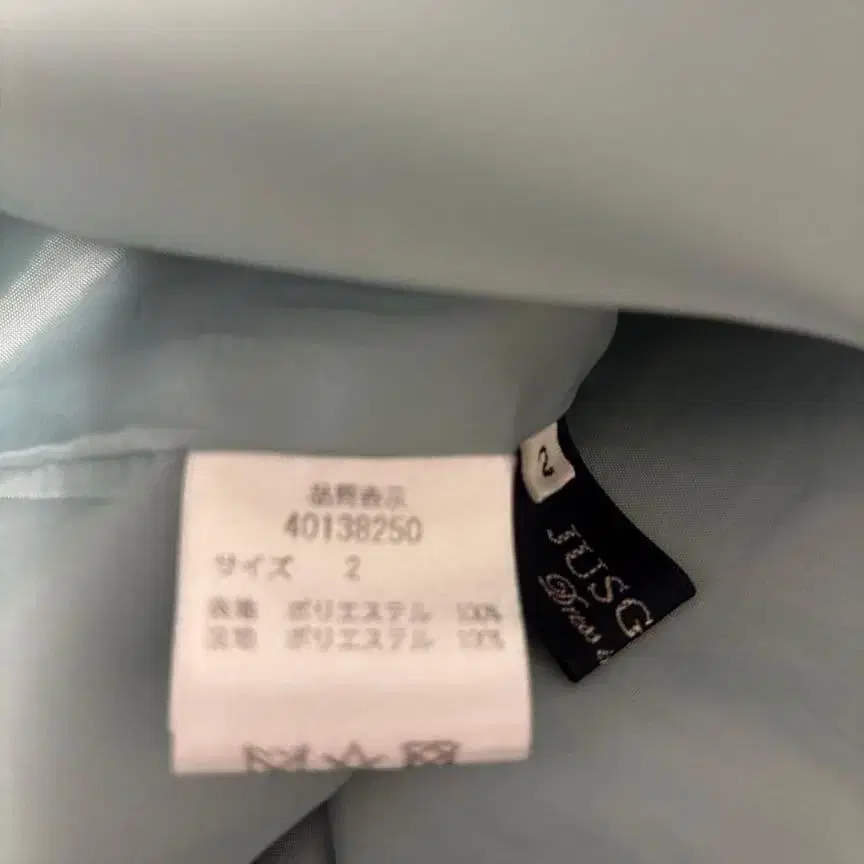 品質表示
40138250
サイズ 2
表地 ポリエステル 100%
裏地 ポリエステル 100%
2
JUSG
Dress